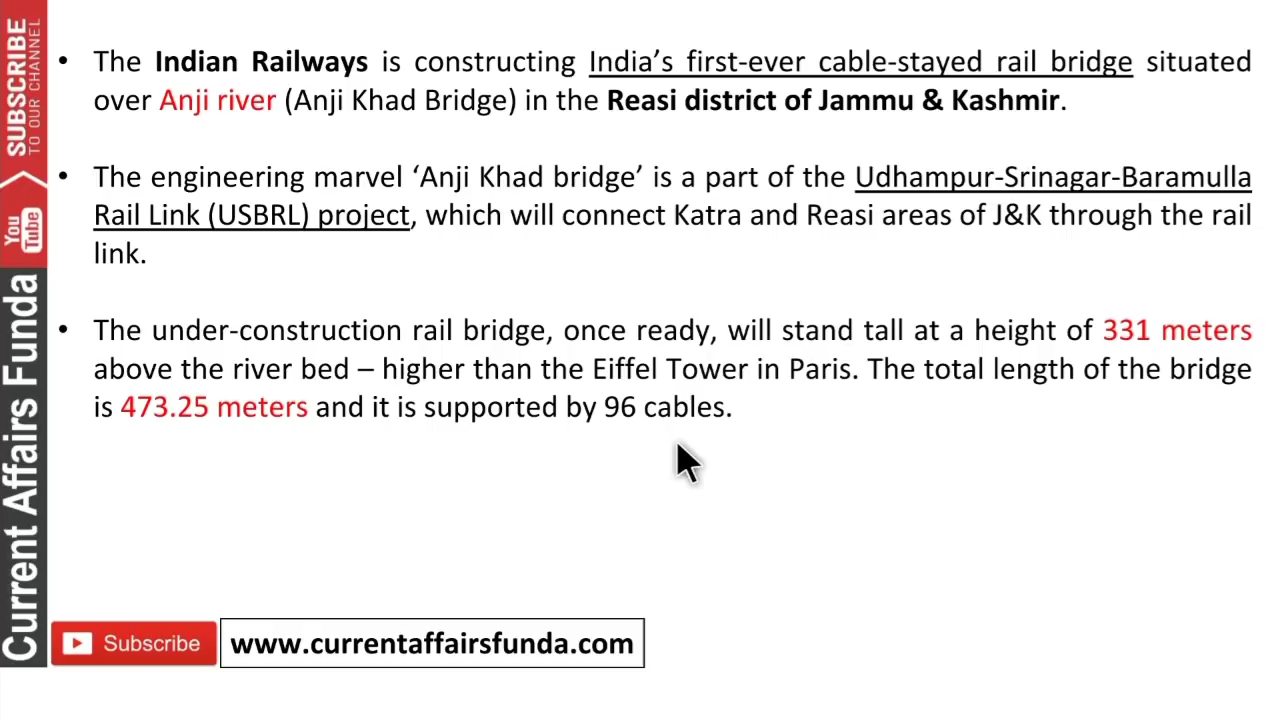 SUBSCRIBE
TO OUR CHANNEL
You
Tube
Current Affairs Funda
• The Indian Railways is constructing India’s first-ever cable-stayed rail bridge situated
over Anji river (Anji Khad Bridge) in the Reasi district of Jammu & Kashmir.
• The engineering marvel ‘Anji Khad bridge’ is a part of the Udhampur-Srinagar-Baramulla
Rail Link (USBRL) project, which will connect Katra and Reasi areas of J&K through the rail
link.
• The under-construction rail bridge, once ready, will stand tall at a height of 331 meters
above the river bed – higher than the Eiffel Tower in Paris. The total length of the bridge
is 473.25 meters and it is supported by 96 cables.
Subscribe
www.currentaffairsfunda.com